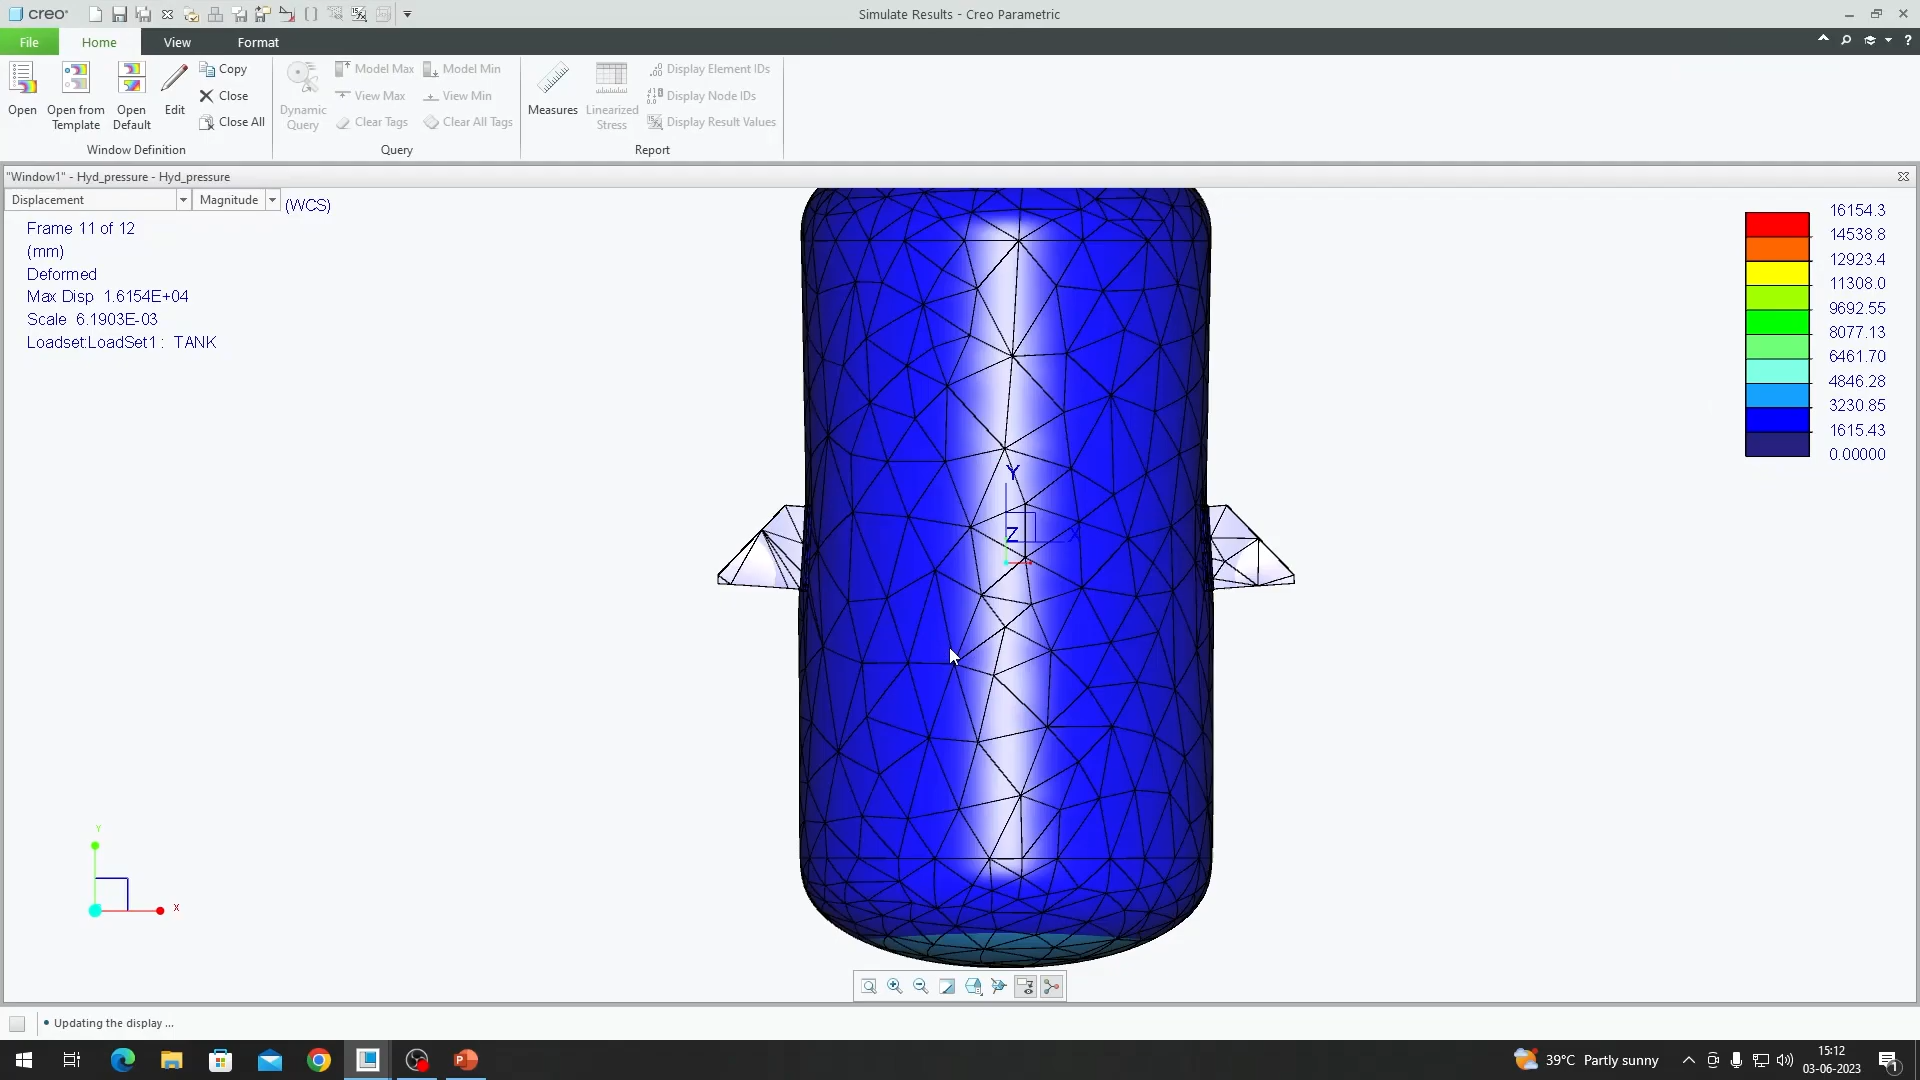 creo
Simulate Results - Creo Parametric
File
Home
View
Format
?
Open
Open from
Template
Open
Default
Edit
Copy
Close
Close All
Window Definition
Dynamic
Query
Model Max
Model Min
View Max
View Min
Clear Tags
Clear All Tags
Query
Measures
Linearized
Stress
Display Element IDs
Display Node IDs
Display Result Values
Report
"Window1" - Hyd_pressure - Hyd_pressure
Displacement
Magnitude
(WCS)
Frame 11 of 12
(mm)
Deformed
Max Disp 1.6154E+04
Scale 6.1903E-03
Loadset:LoadSet1 : TANK
16154.3
14538.8
12923.4
11308.0
9692.55
8077.13
6461.70
4846.28
3230.85
1615.43
0.00000
Y
Z
X
Y
X
Updating the display ...
39°C Partly sunny
15:12
03-06-2023
1